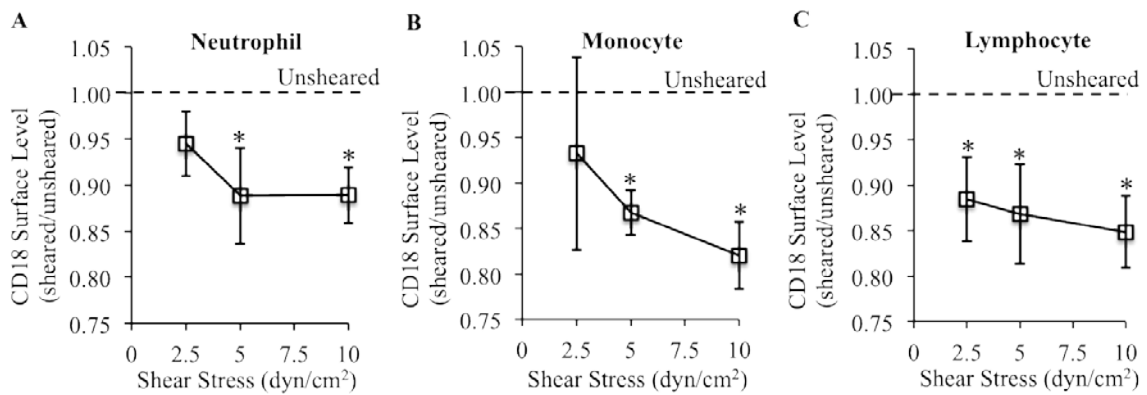 A
Neutrophil
CD18 Surface Level
(sheared/unsheared)
1.05
1.00
0.95
0.90
0.85
0.80
0.75
Unsheared
*
*
0 2.5 5 7.5 10
Shear Stress (dyn/cm²)
B
Monocyte
CD18 Surface Level
(sheared/unsheared)
1.05
1.00
0.95
0.90
0.85
0.80
0.75
Unsheared
*
*
0 2.5 5 7.5 10
Shear Stress (dyn/cm²)
C
Lymphocyte
CD18 Surface Level
(sheared/unsheared)
1.05
1.00
0.95
0.90
0.85
0.80
0.75
Unsheared
*
*
*
0 2.5 5 7.5 10
Shear Stress (dyn/cm²)